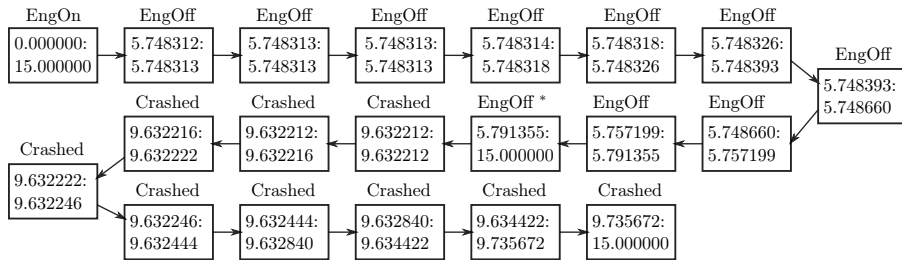 EngOn
0.000000:
15.000000
EngOff
5.748312:
5.748313
EngOff
5.748313:
5.748313
EngOff
5.748313:
5.748313
EngOff
5.748314:
5.748318
EngOff
5.748318:
5.748326
EngOff
5.748326:
5.748393
EngOff
5.748393:
5.748660
EngOff
5.748660:
5.757199
EngOff
5.757199:
5.791355
EngOff *
5.791355:
15.000000
Crashed
9.632212:
9.632212
Crashed
9.632212:
9.632216
Crashed
9.632216:
9.632222
Crashed
9.632222:
9.632246
Crashed
9.632246:
9.632444
Crashed
9.632444:
9.632840
Crashed
9.632840:
9.634422
Crashed
9.634422:
9.735672
Crashed
9.735672:
15.000000